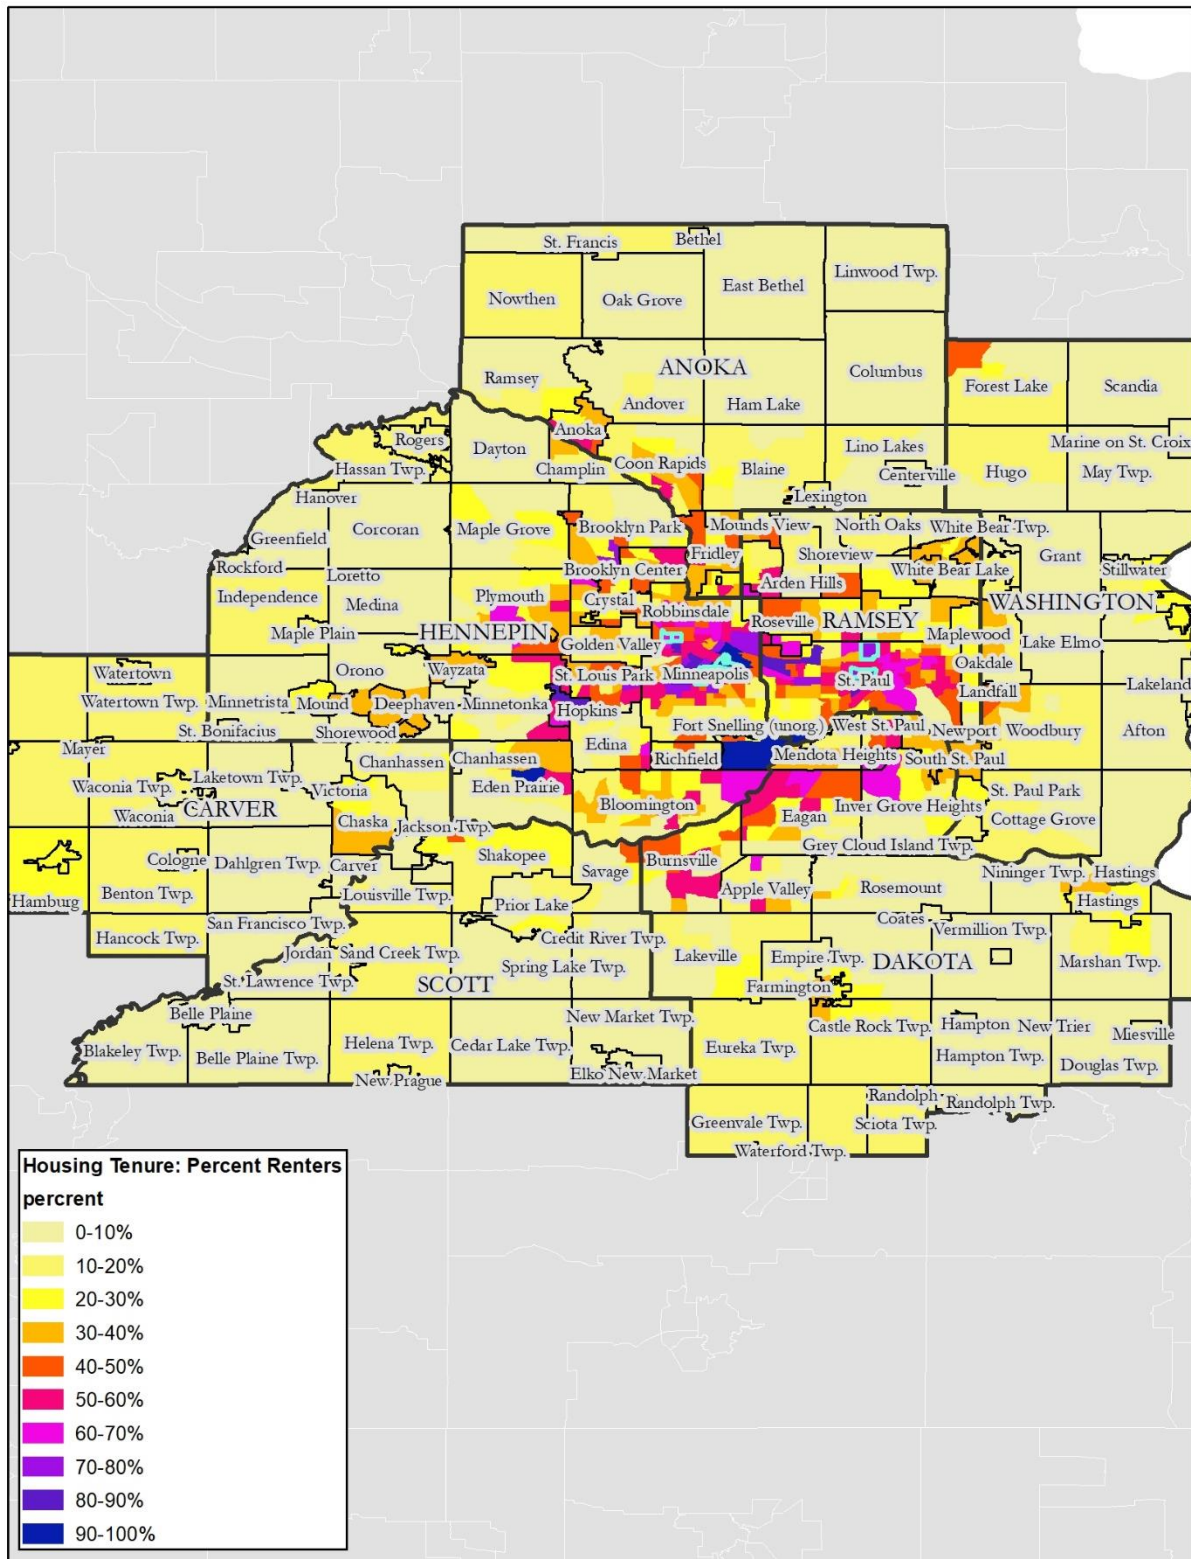 St. Francis
Bethel
Linwood Twp.
East Bethel
Nowthen
Oak Grove
ANOKA
Columbus
Ramsey
Forest Lake
Scandia
Andover
Ham Lake
Anoka
Rogers
Dayton
Marine on St. Croix
Lino Lakes
Hassan Twp.
Champlin
Coon Rapids
Blaine
Centerville
Hugo
May Twp.
Hanover
Lexington
Corcoran
Maple Grove
Brooklyn Park
Mounds View
North Oaks
White Bear Twp.
Greenfield
Fridley
Shoreview
Grant
Rockford
Brooklyn Center
White Bear Lake
Stillwater
Loretto
Arden Hills
Independence
Medina
Plymouth
Crystal
Robbinsdale
WASHINGTON
Maple Plain
HENNEPIN
Roseville
RAMSEY
Golden Valley
Maplewood
Lake Elmo
Orono
Wayzata
Oakdale
Watertown
St. Louis Park
Minneapolis
St. Paul
Lakeland
Watertown Twp.
Minnetrista
Mound
Deephaven
Minnetonka
Landfall
Hopkins
St. Bonifacius
Shorewood
Fort Snelling (unorg.)
West St. Paul
Newport
Woodbury
Afton
Mayer
Edina
Chanhassen
Chanhassen
Richfield
Mendota Heights
South St. Paul
Laketown Twp.
Waconia Twp.
Victoria
Eden Prairie
St. Paul Park
CARVER
Bloomington
Inver Grove Heights
Waconia
Chaska
Eagan
Cottage Grove
Jackson Twp.
Grey Cloud Island Twp.
Cologne
Dahlgren Twp.
Carver
Shakopee
Savage
Burnsville
Nininger Twp.
Hastings
Benton Twp.
Louisville Twp.
Apple Valley
Rosemount
Hamburg
Prior Lake
Hastings
San Francisco Twp.
Coates
Hancock Twp.
Credit River Twp.
Vermillion Twp.
Jordan
Sand Creek Twp.
Lakeville
Empire Twp.
DAKOTA
Marshan Twp.
Spring Lake Twp.
St. Lawrence Twp.
SCOTT
Farmington
Belle Plaine
New Market Twp.
Castle Rock Twp.
Hampton
New Trier
Miesville
Blakeley Twp.
Belle Plaine Twp.
Helena Twp.
Cedar Lake Twp.
Eureka Twp.
Hampton Twp.
Douglas Twp.
New Prague
Elko New Market
Randolph
Randolph Twp.
Greenvale Twp.
Sciota Twp.
Waterford Twp.
Housing Tenure: Percent Renters
percrent
0-10%
10-20%
20-30%
30-40%
40-50%
50-60%
60-70%
70-80%
80-90%
90-100%